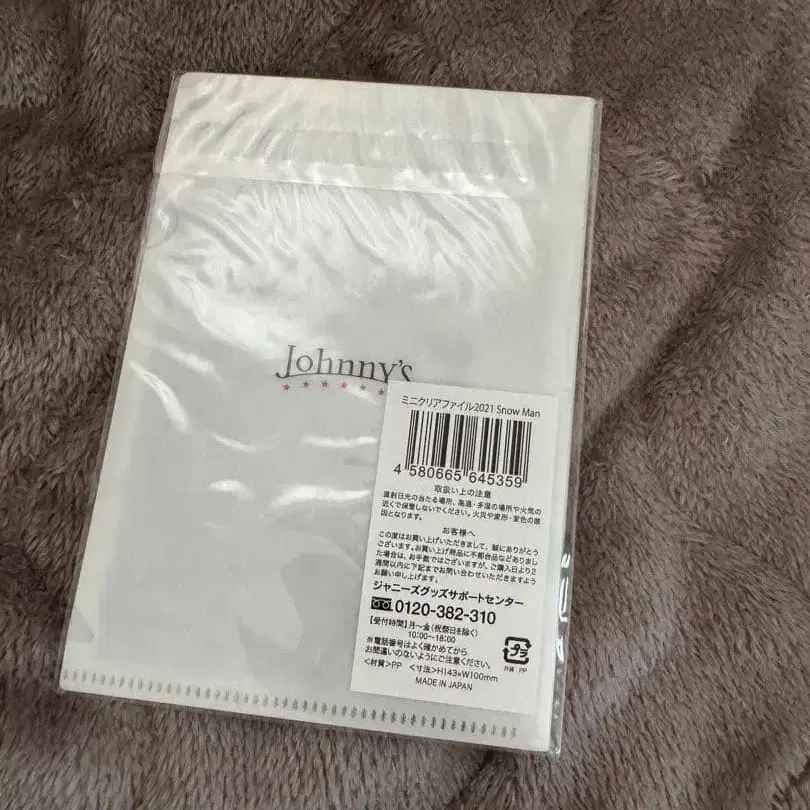 Johnny's
ミニクリアファイル2021 Snow Man
4 580665 645359
取扱い上の注意
直射日光の当たる場所、高温・多湿の場所や火気の
近くで保管しないでください。火災や変形・変色の原
因となります。
お客様へ
この度はお買い上げいただきまして、誠にありがとう
ございます。お買い上げ商品に不都合品などありまし
た場合は、お手数ではございますが、ご購入日より2
週間以内に下記までお問い合わせいただきますよう
お願い申し上げます。
ジャニーズグッズサポートセンター
0120-382-310
【受付時間】月〜金(祝祭日を除く)
10:00〜18:00
※電話番号はよく確かめてから
お間違いのないようにご注意ください。
プラ
外装 PP
<材質>PP <寸法>H143×W100mm
MADE IN JAPAN